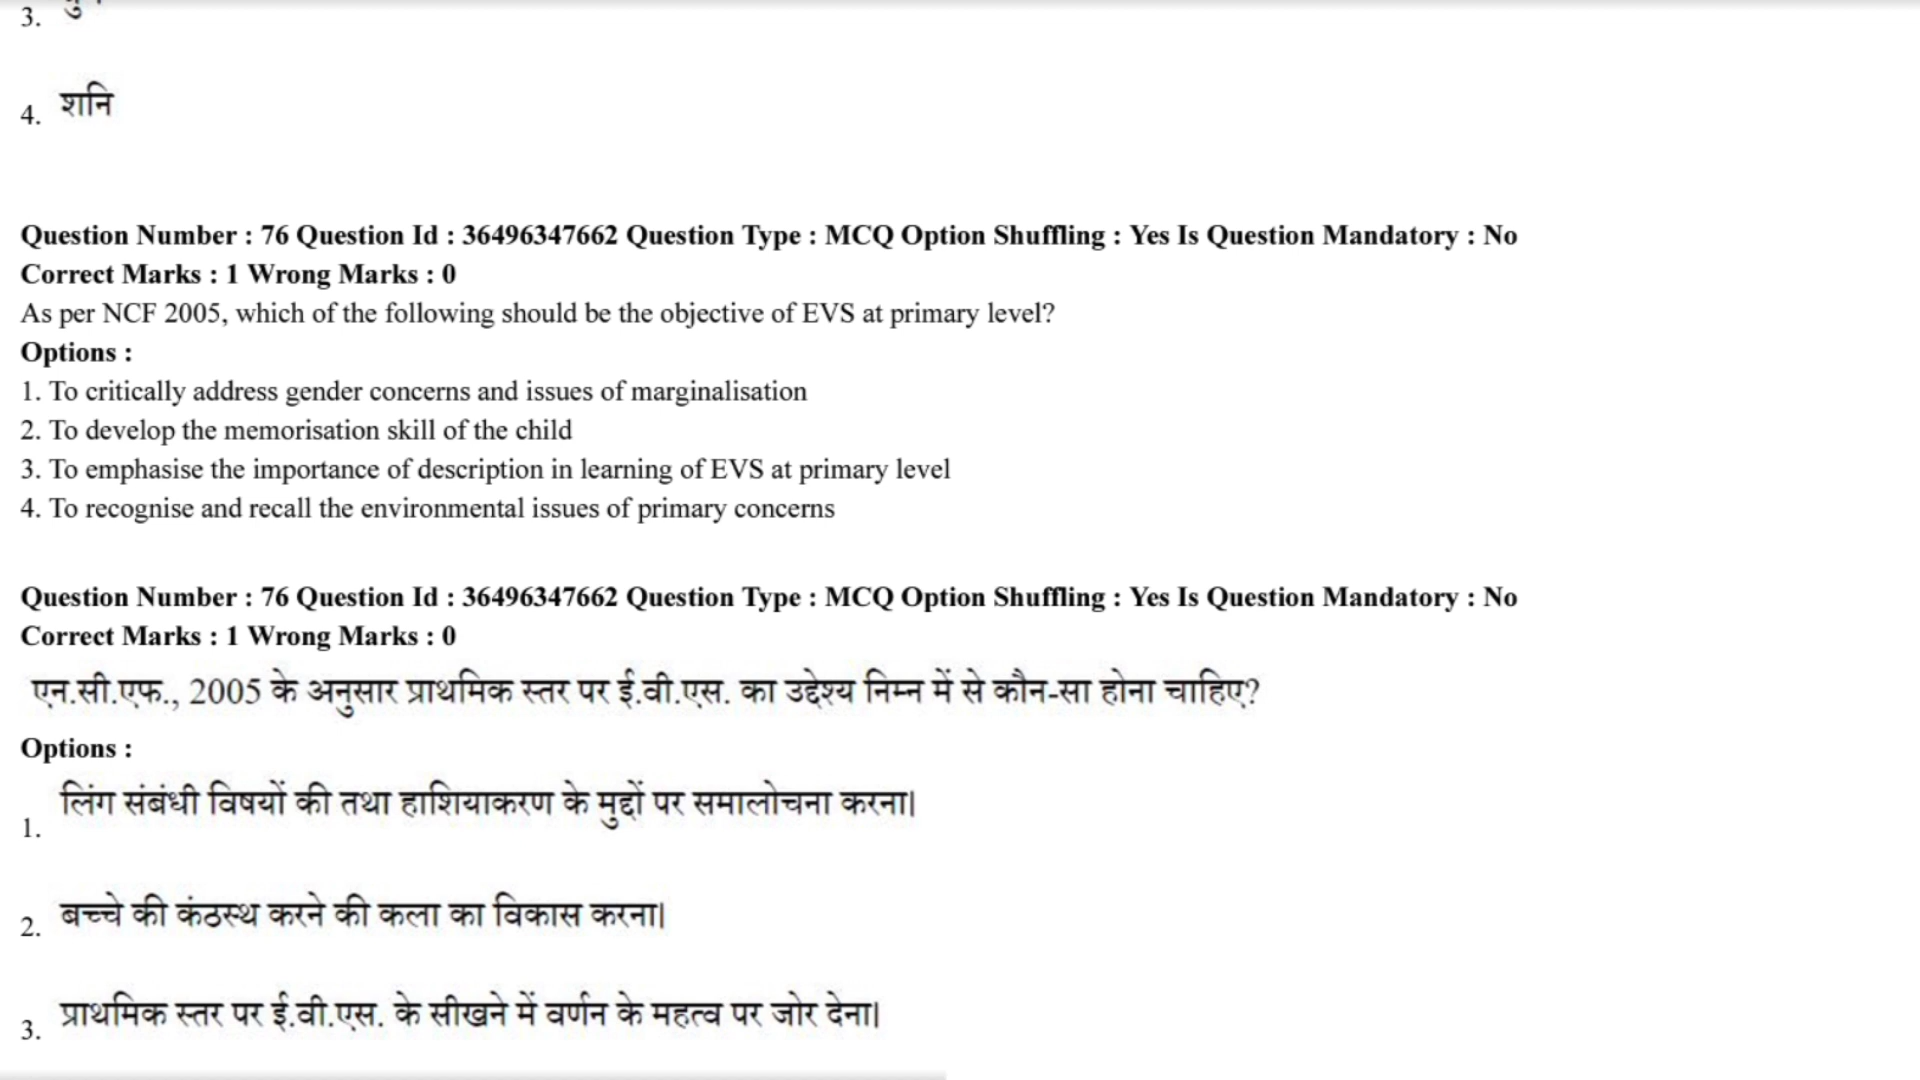 3.
4. शनि
Question Number : 76 Question Id : 36496347662 Question Type : MCQ Option Shuffling : Yes Is Question Mandatory : No
Correct Marks : 1 Wrong Marks : 0
As per NCF 2005, which of the following should be the objective of EVS at primary level?
Options :
1. To critically address gender concerns and issues of marginalisation
2. To develop the memorisation skill of the child
3. To emphasise the importance of description in learning of EVS at primary level
4. To recognise and recall the environmental issues of primary concerns
Question Number : 76 Question Id : 36496347662 Question Type : MCQ Option Shuffling : Yes Is Question Mandatory : No
Correct Marks : 1 Wrong Marks : 0
एन.सी.एफ., 2005 के अनुसार प्राथमिक स्तर पर ई.वी.एस. का उद्देश्य निम्न में से कौन-सा होना चाहिए?
Options :
1. लिंग संबंधी विषयों की तथा हाशियाकरण के मुद्दों पर समालोचना करना।
2. बच्चे की कंठस्थ करने की कला का विकास करना।
3. प्राथमिक स्तर पर ई.वी.एस. के सीखने में वर्णन के महत्व पर जोर देना।